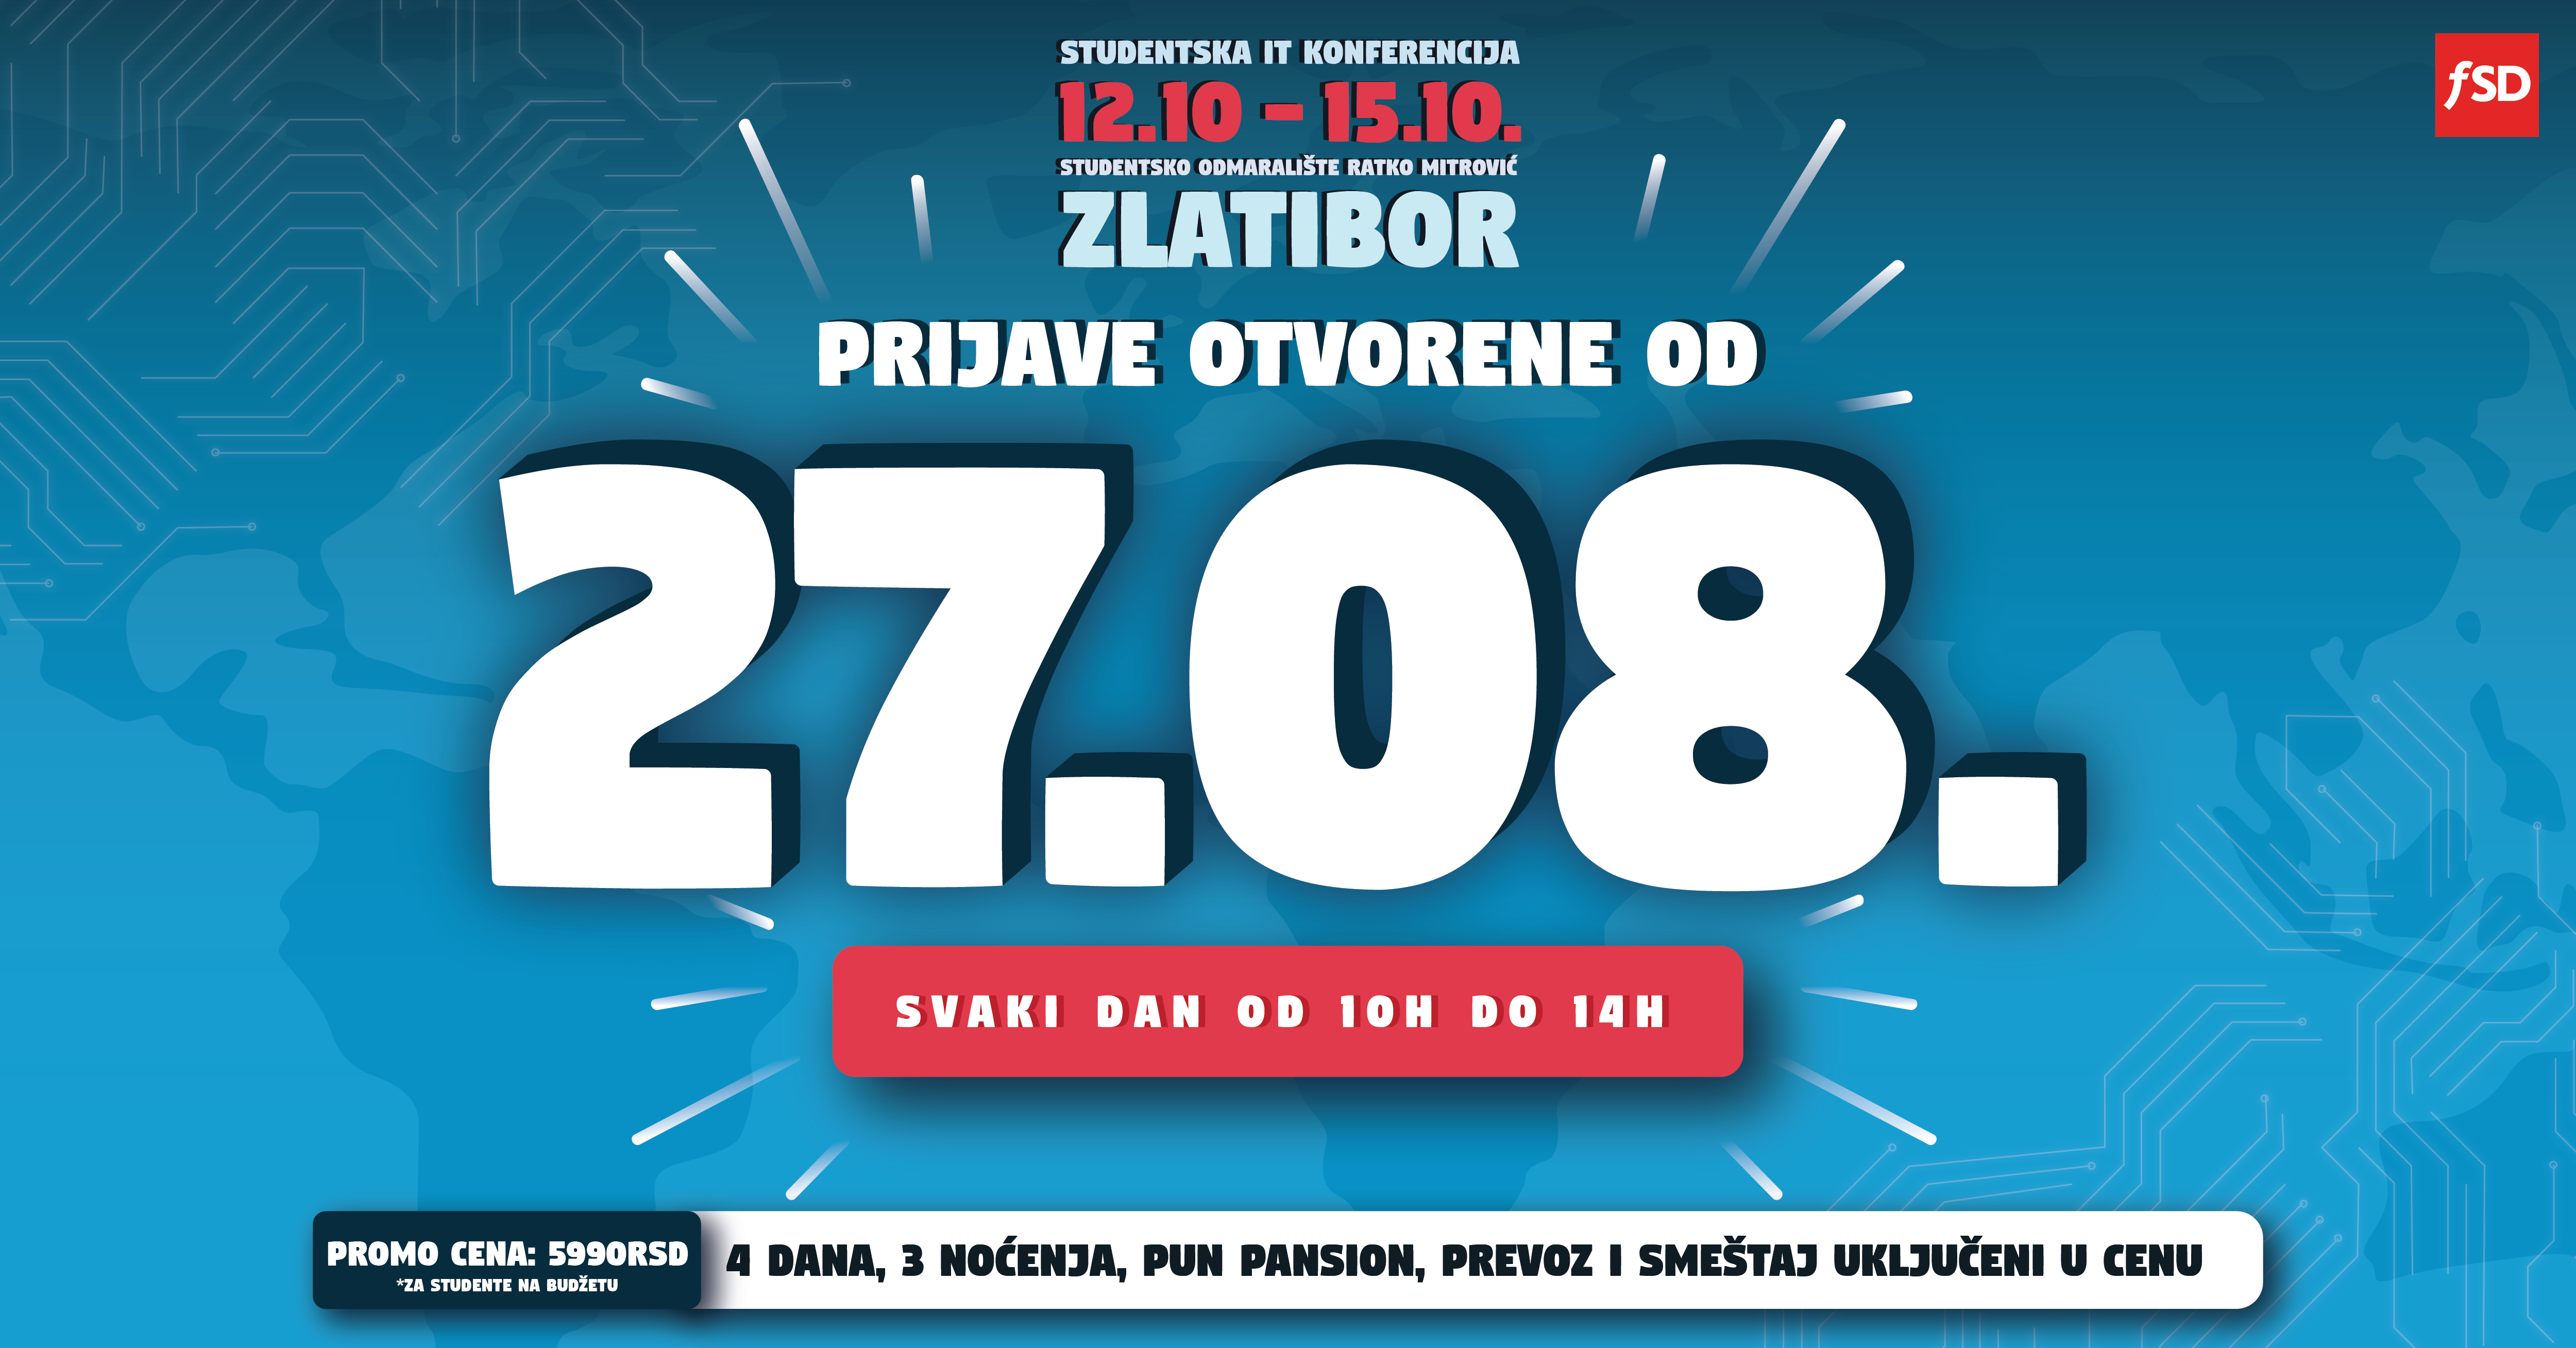 STUDENTSKA IT KONFERENCIJA
12.10 – 15.10.
STUDENTSKO ODMARALIŠTE RATKO MITROVIĆ
ZLATIBOR
fSD
PRIJAVE OTVORENE OD
27.08.
SVAKI DAN OD 10H DO 14H
PROMO CENA: 5990RSD
*ZA STUDENTE NA BUDŽETU
4 DANA, 3 NOĆENJA, PUN PANSION, PREVOZ I SMEŠTAJ UKLJUČENI U CENU